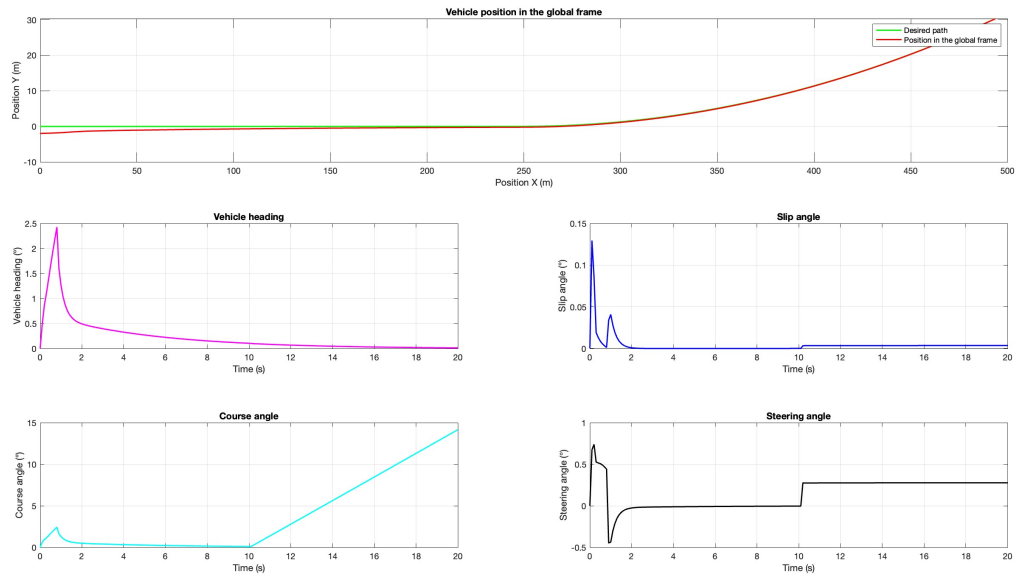 Vehicle position in the global frame
30
20
10
0
-10
Position Y (m)
Desired path
Position in the global frame
0 50 100 150 200 250 300 350 400 450 500
Position X (m)
Vehicle heading
2.5
2
1.5
1
0.5
0
Vehicle heading (°)
0 2 4 6 8 10 12 14 16 18 20
Time (s)
Slip angle
0.15
0.1
0.05
0
Slip angle (°)
0 2 4 6 8 10 12 14 16 18 20
Time (s)
Course angle
15
10
5
0
Course angle (°)
0 2 4 6 8 10 12 14 16 18 20
Time (s)
Steering angle
1
0.5
0
-0.5
Steering angle (°)
0 2 4 6 8 10 12 14 16 18 20
Time (s)